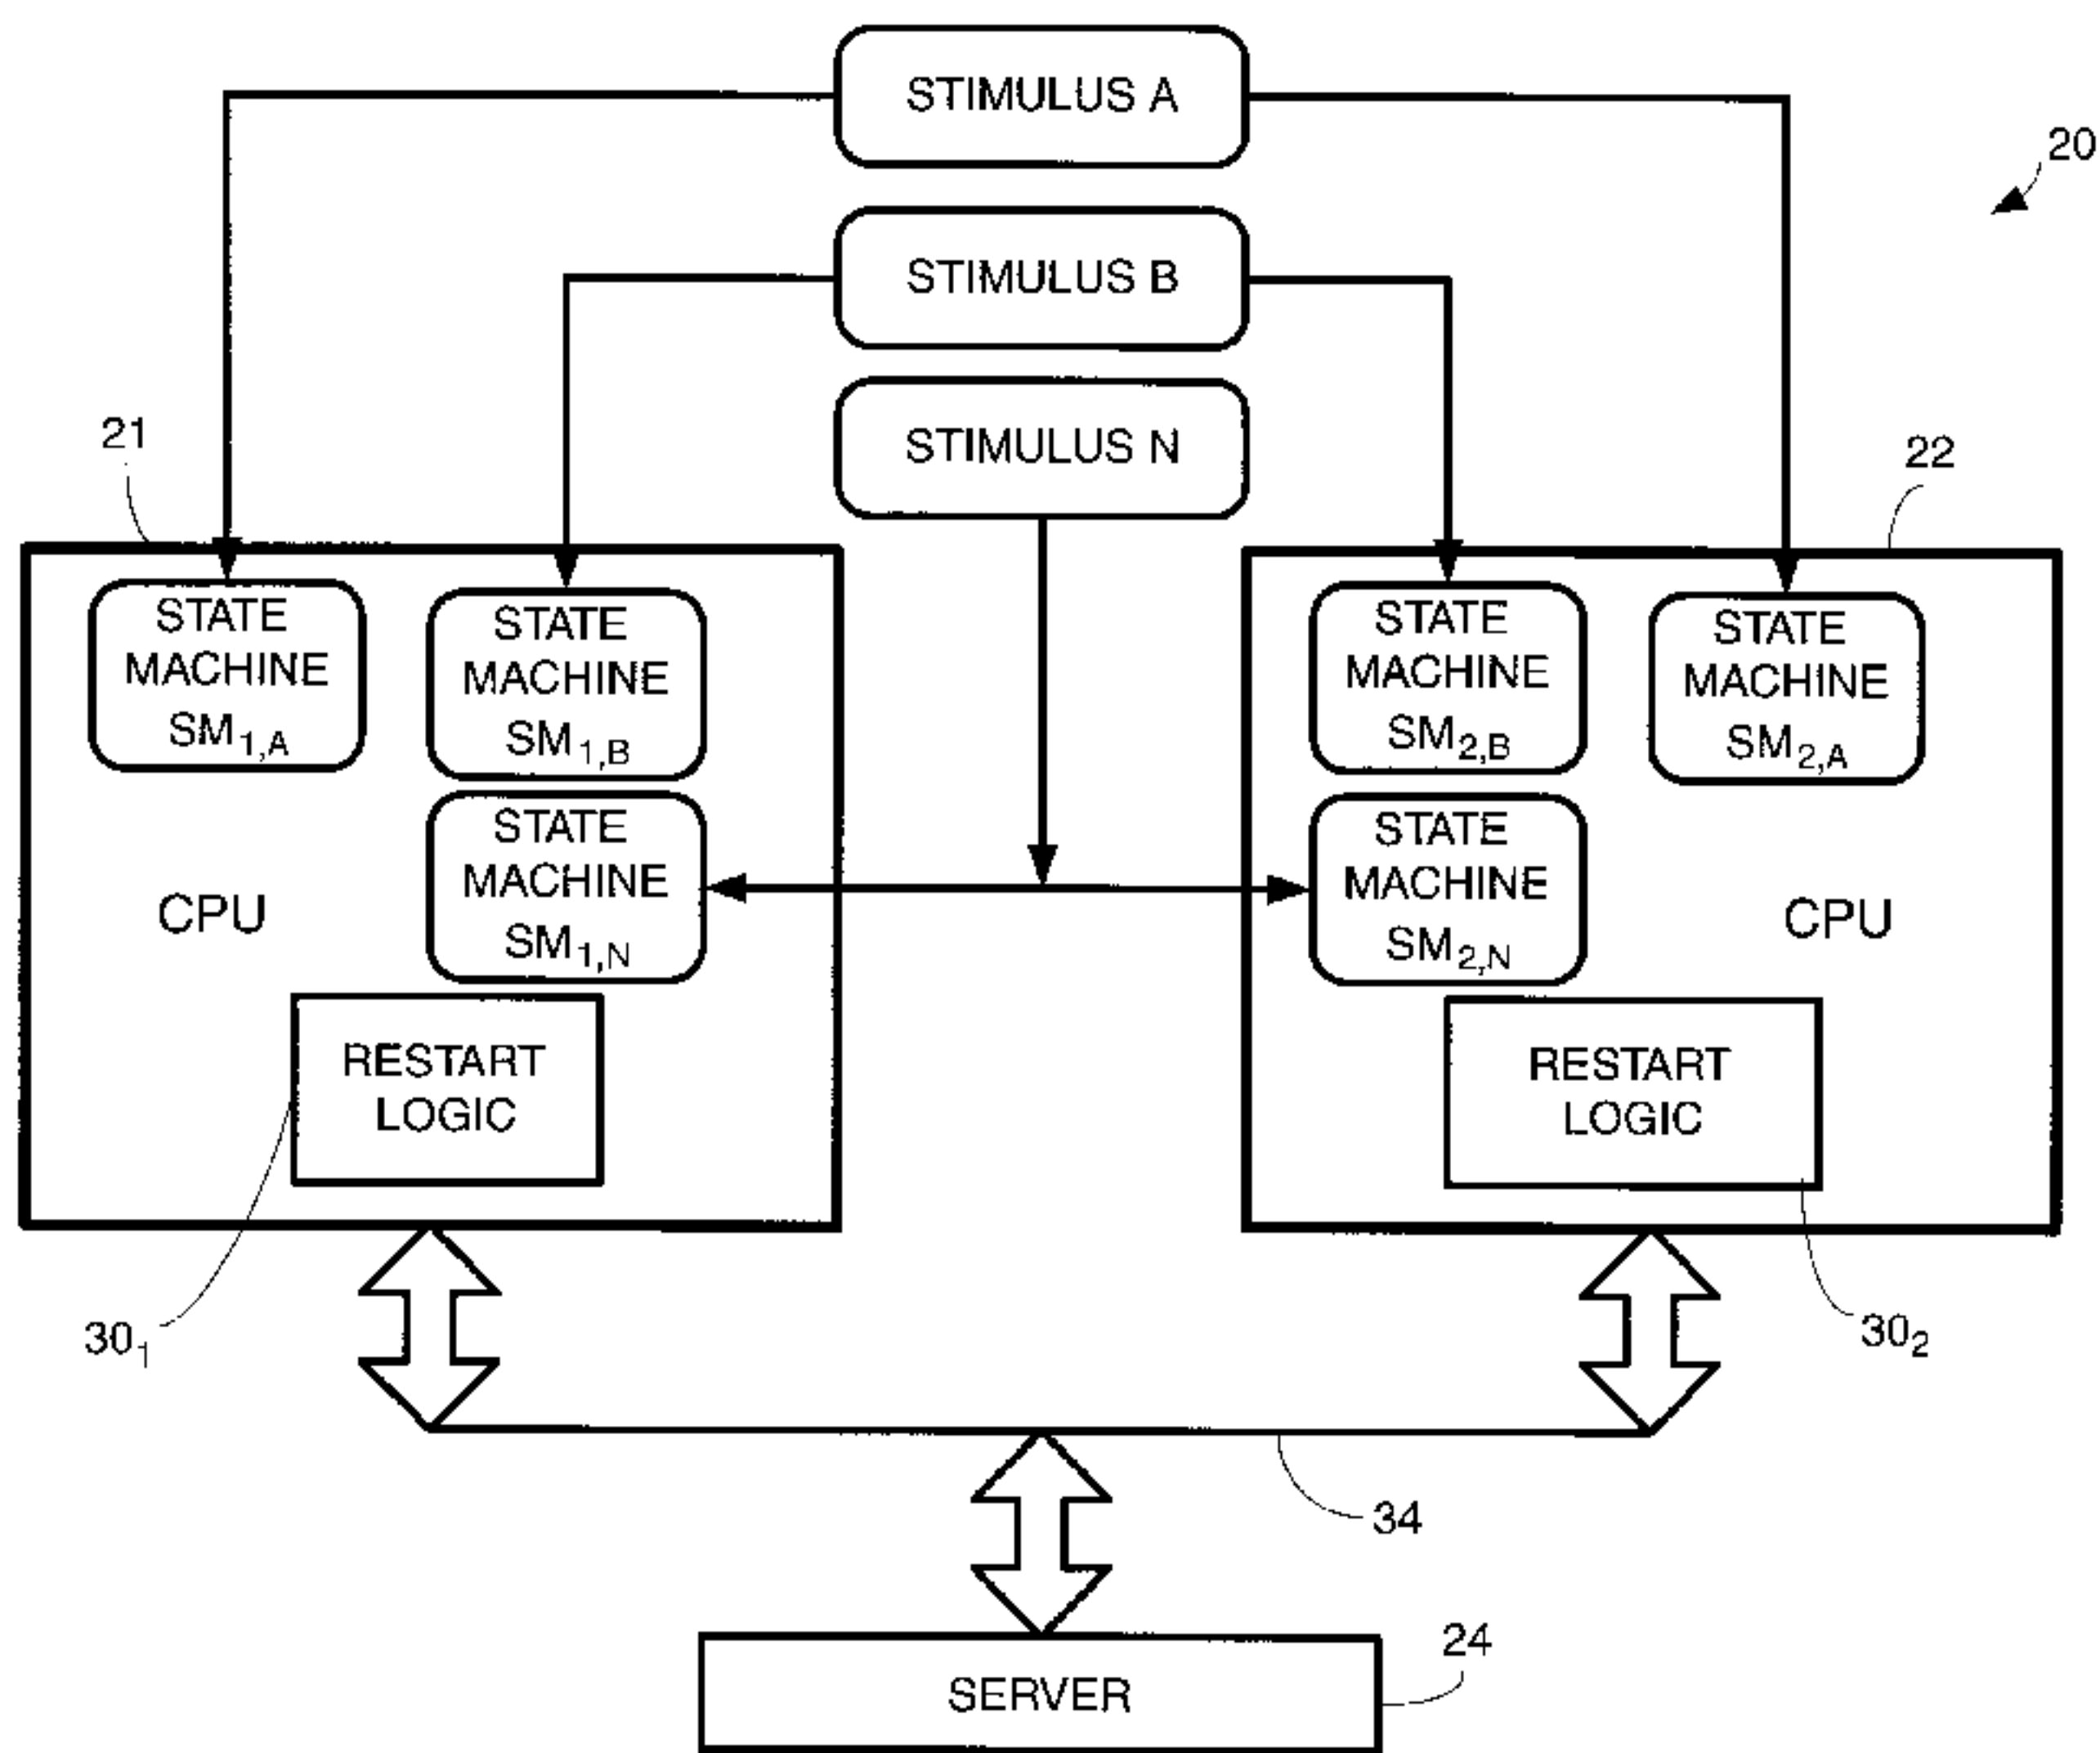 STIMULUS A
20
STIMULUS B
STIMULUS N
21
22
STATE
MACHINE
SM1,A
STATE
MACHINE
SM1,B
STATE
MACHINE
SM2,B
STATE
MACHINE
SM2,A
STATE
MACHINE
SM1,N
STATE
MACHINE
SM2,N
CPU
CPU
RESTART
LOGIC
RESTART
LOGIC
301
302
34
24
SERVER